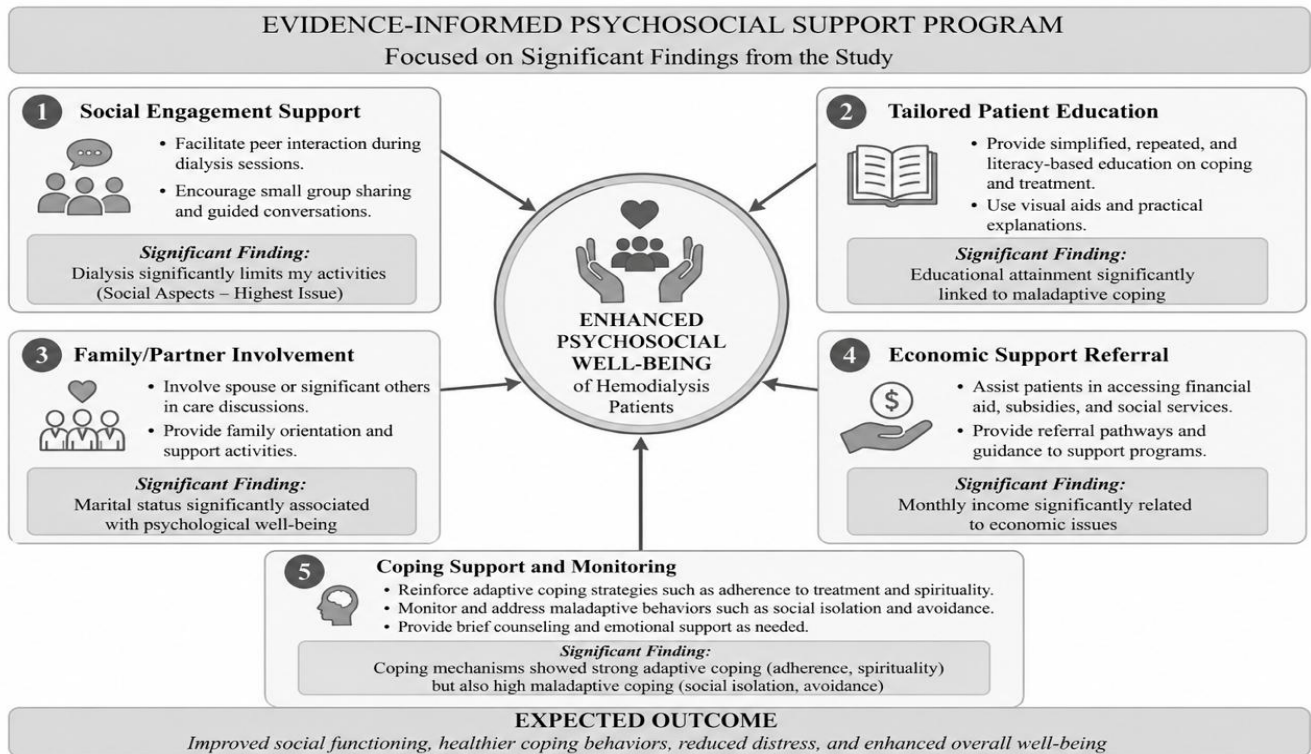 EVIDENCE-INFORMED PSYCHOSOCIAL SUPPORT PROGRAM
Focused on Significant Findings from the Study
1 Social Engagement Support
• Facilitate peer interaction during
dialysis sessions.
• Encourage small group sharing
and guided conversations.
Significant Finding:
Dialysis significantly limits my activities
(Social Aspects – Highest Issue)
2 Tailored Patient Education
• Provide simplified, repeated, and
literacy-based education on coping
and treatment.
• Use visual aids and practical
explanations.
Significant Finding:
Educational attainment significantly
linked to maladaptive coping
3 Family/Partner Involvement
• Involve spouse or significant others
in care discussions.
• Provide family orientation and
support activities.
Significant Finding:
Marital status significantly associated
with psychological well-being
ENHANCED
PSYCHOSOCIAL
WELL-BEING
of Hemodialysis
Patients
4 Economic Support Referral
$
• Assist patients in accessing financial
aid, subsidies, and social services.
• Provide referral pathways and
guidance to support programs.
Significant Finding:
Monthly income significantly related
to economic issues
5 Coping Support and Monitoring
• Reinforce adaptive coping strategies such as adherence to treatment and spirituality.
• Monitor and address maladaptive behaviors such as social isolation and avoidance.
• Provide brief counseling and emotional support as needed.
Significant Finding:
Coping mechanisms showed strong adaptive coping (adherence, spirituality)
but also high maladaptive coping (social isolation, avoidance)
EXPECTED OUTCOME
Improved social functioning, healthier coping behaviors, reduced distress, and enhanced overall well-being